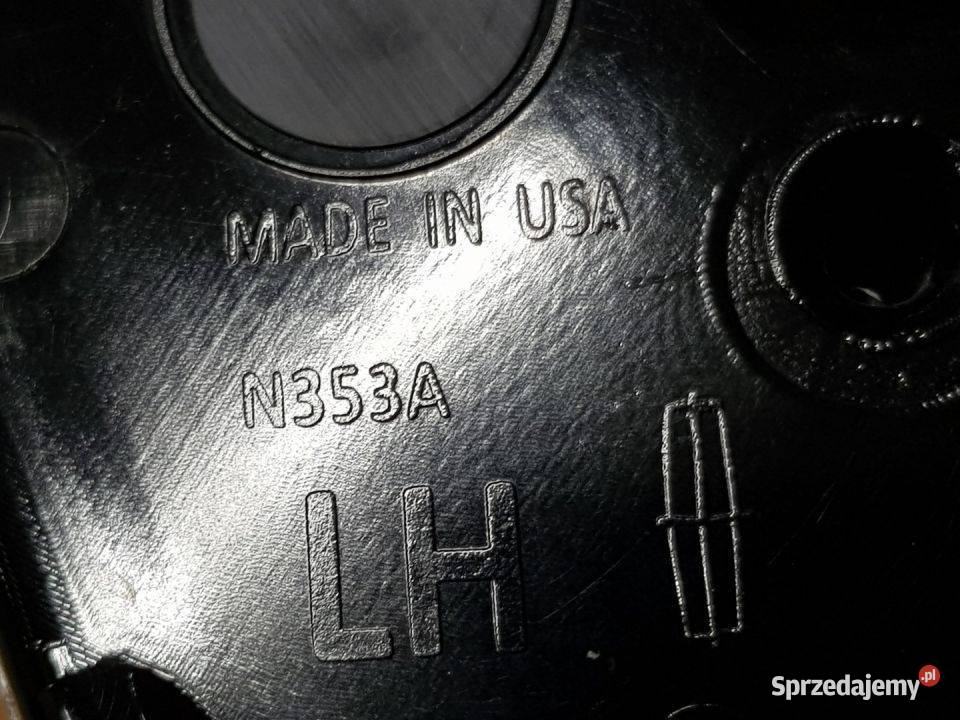 MADE IN USA
N353A
LH
Sprzedajemy.pl